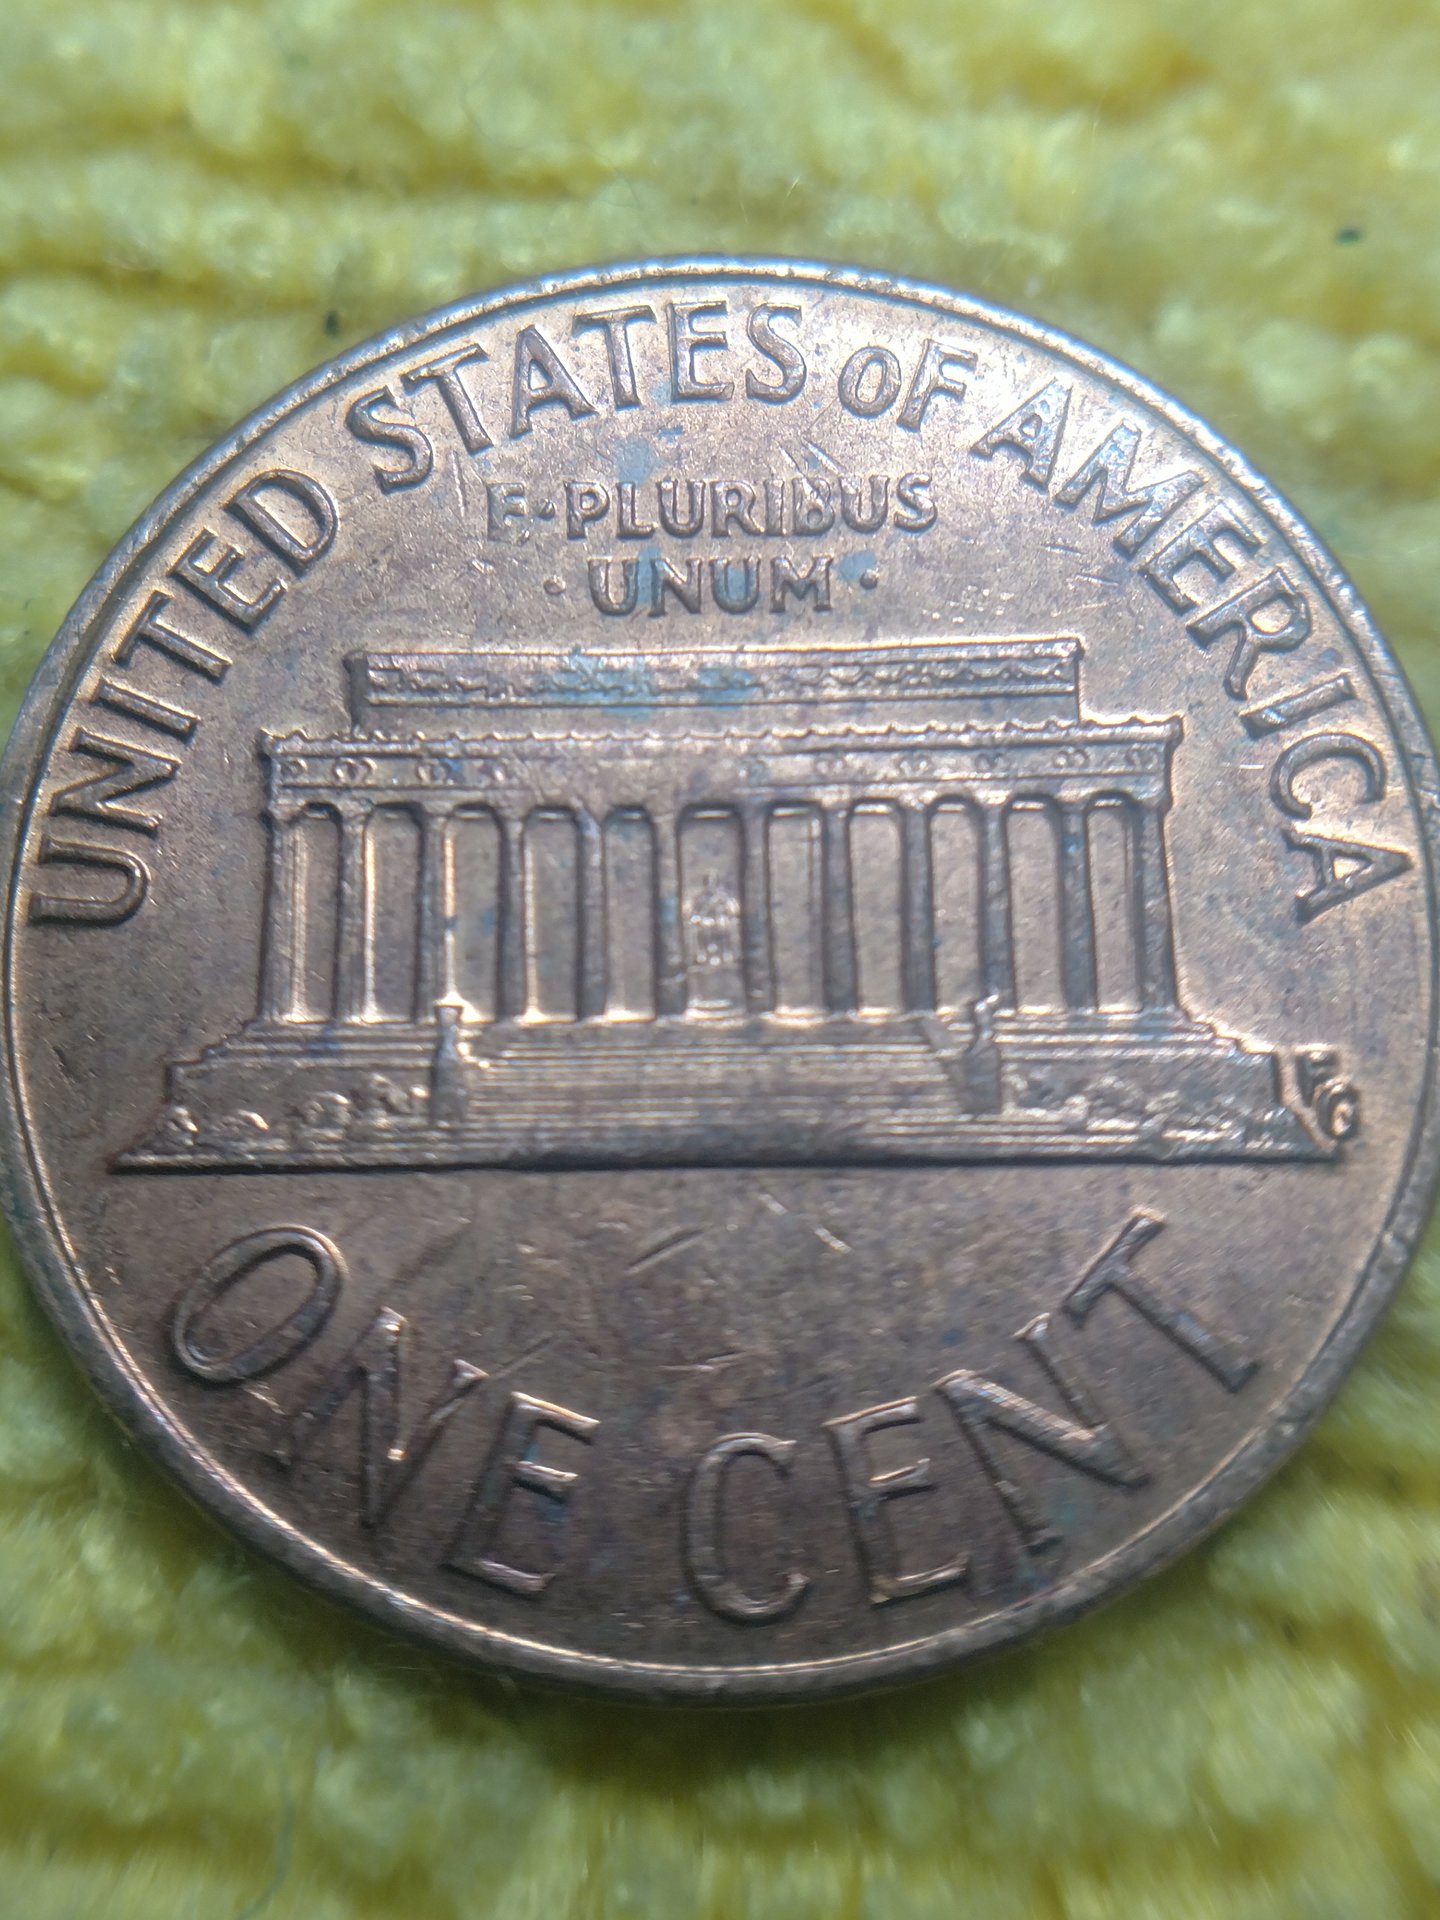 UNITED STATES OF AMERICA
E·PLURIBUS
·UNUM·
FG
ONE CENT